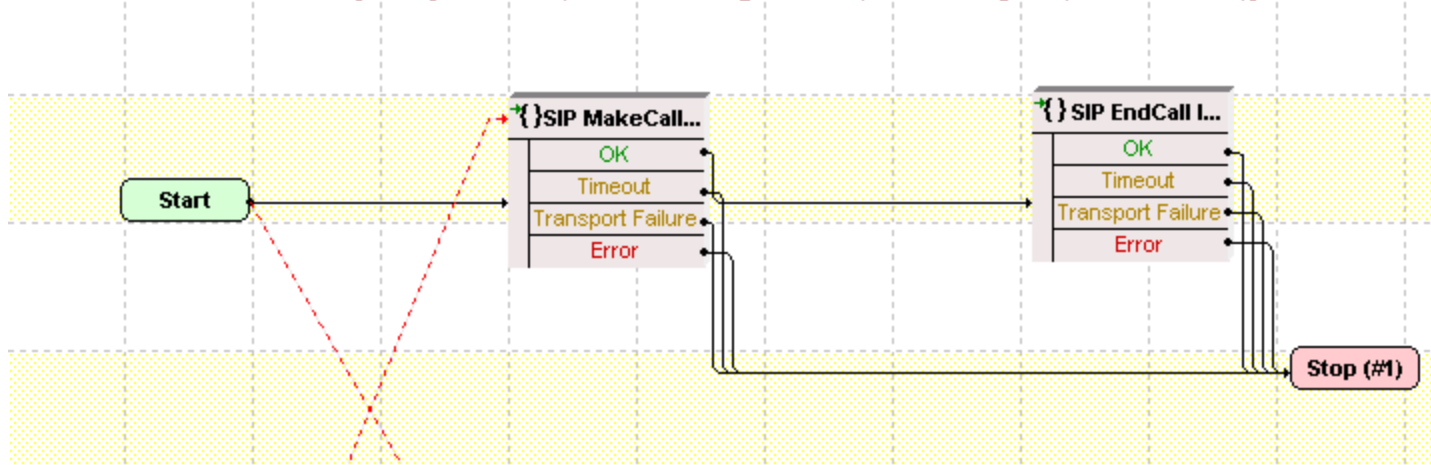 { }SIP MakeCall...
OK
Timeout
Transport Failure
Error
Start
{ } SIP EndCall I...
OK
Timeout
Transport Failure
Error
Stop (#1)